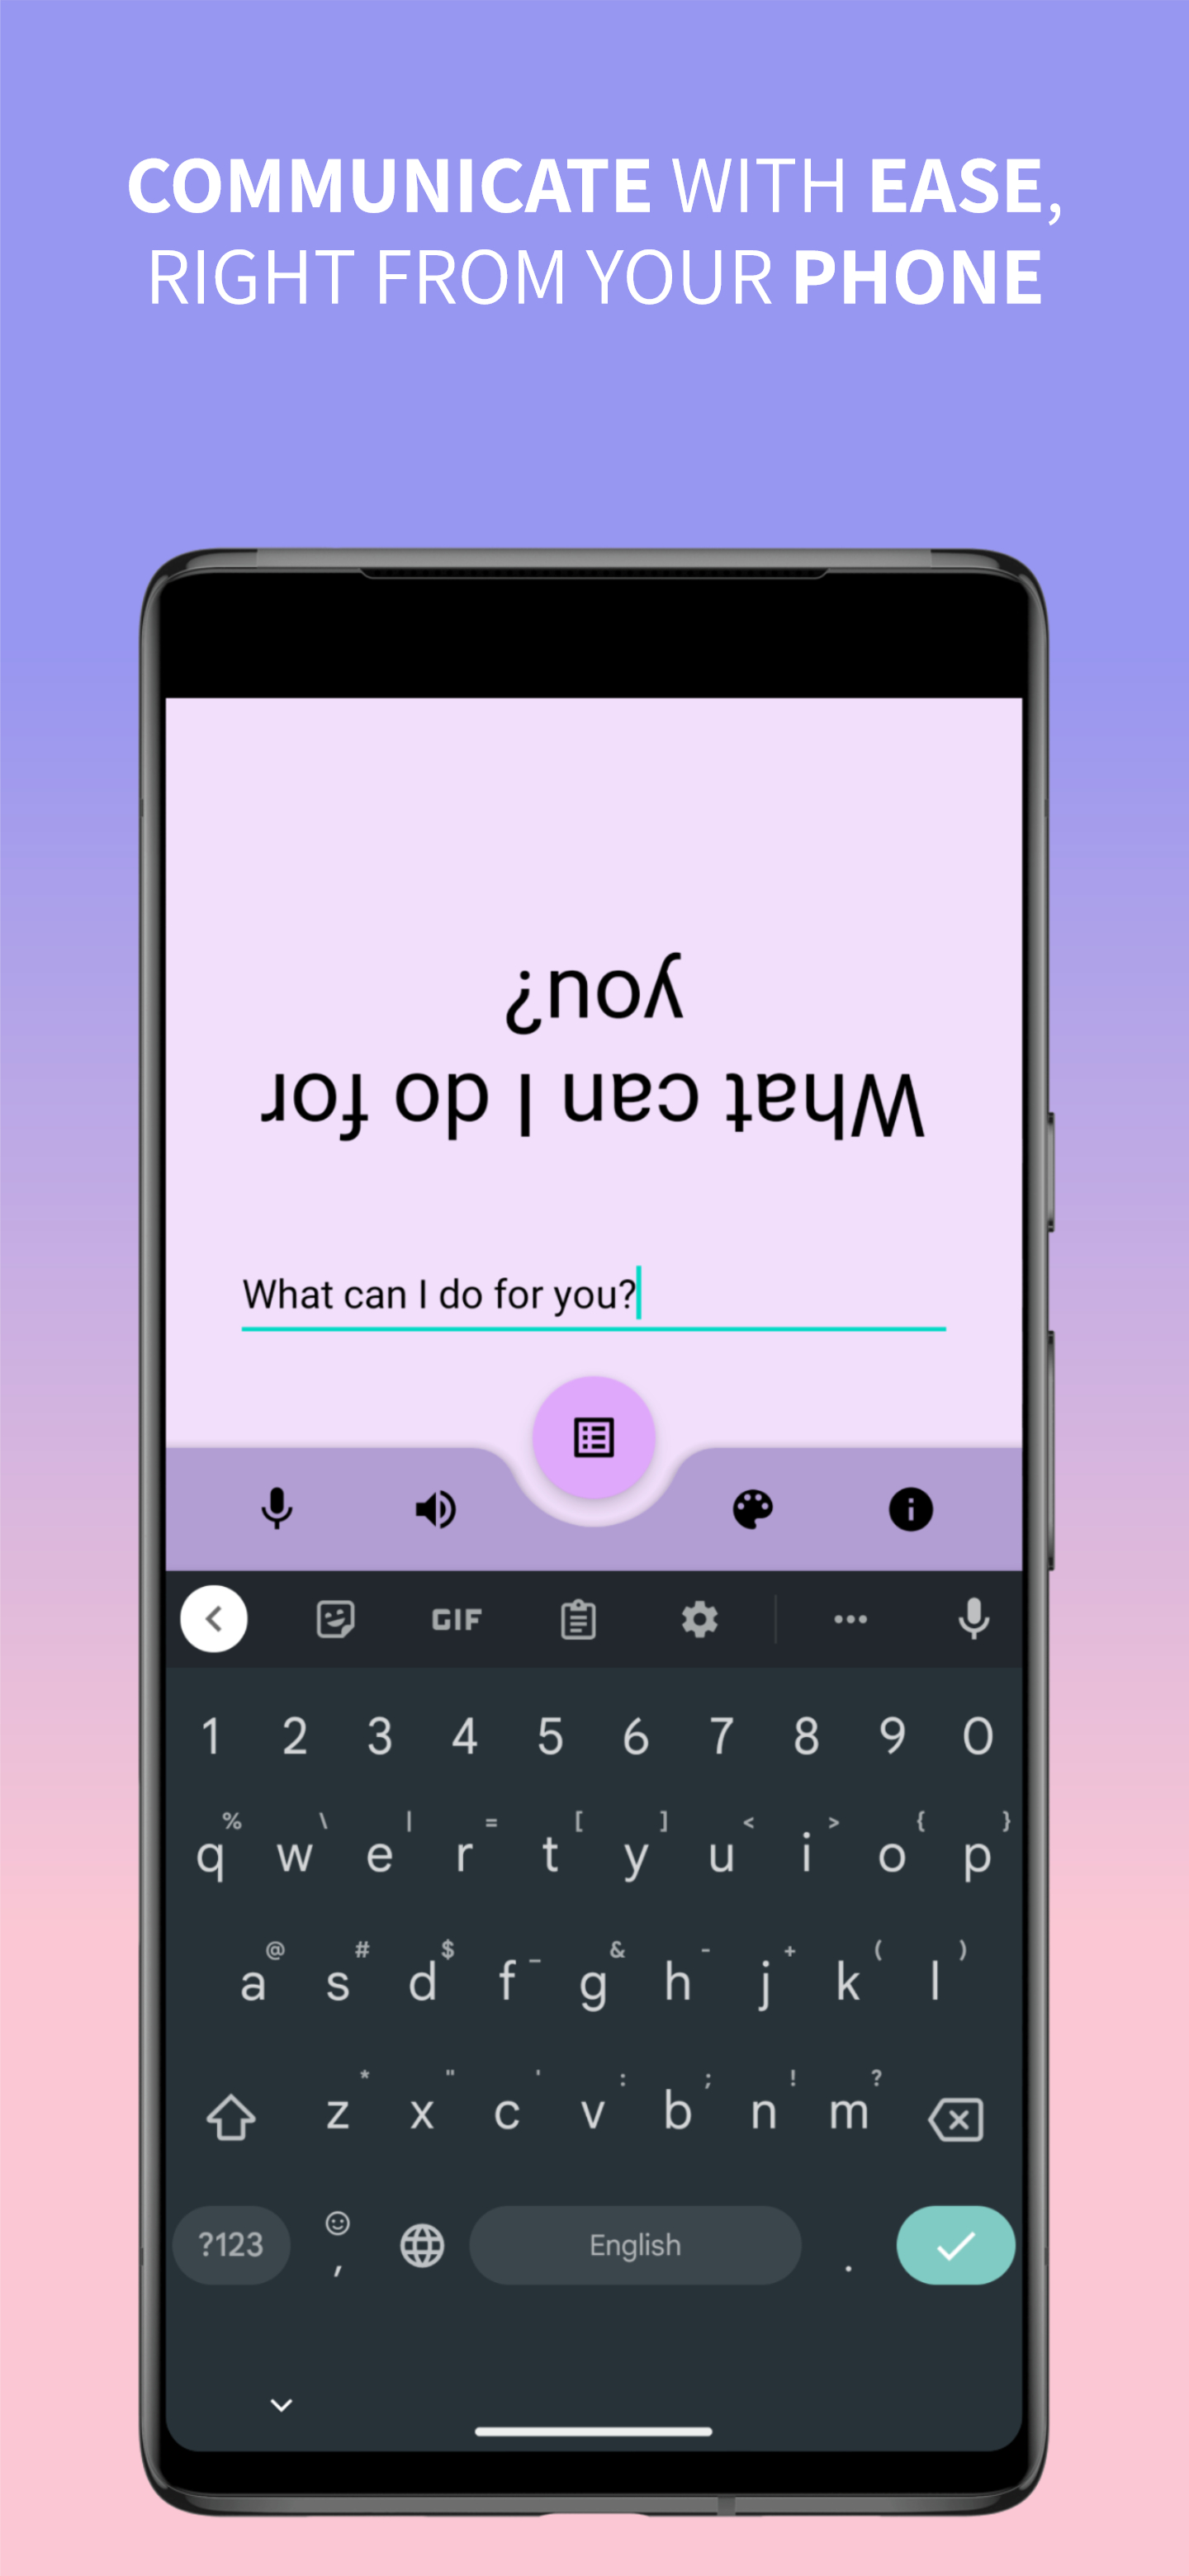 COMMUNICATE WITH EASE,
RIGHT FROM YOUR PHONE
What can I do for
you?
What can I do for you?
GIF
1 2 3 4 5 6 7 8 9 0
% \ | = [ ] < > { }
q w e r t y u i o p
@ # $ _ & - + ( )
a s d f g h j k l
* " ' : ; ! ?
z x c v b n m
?123 , English .